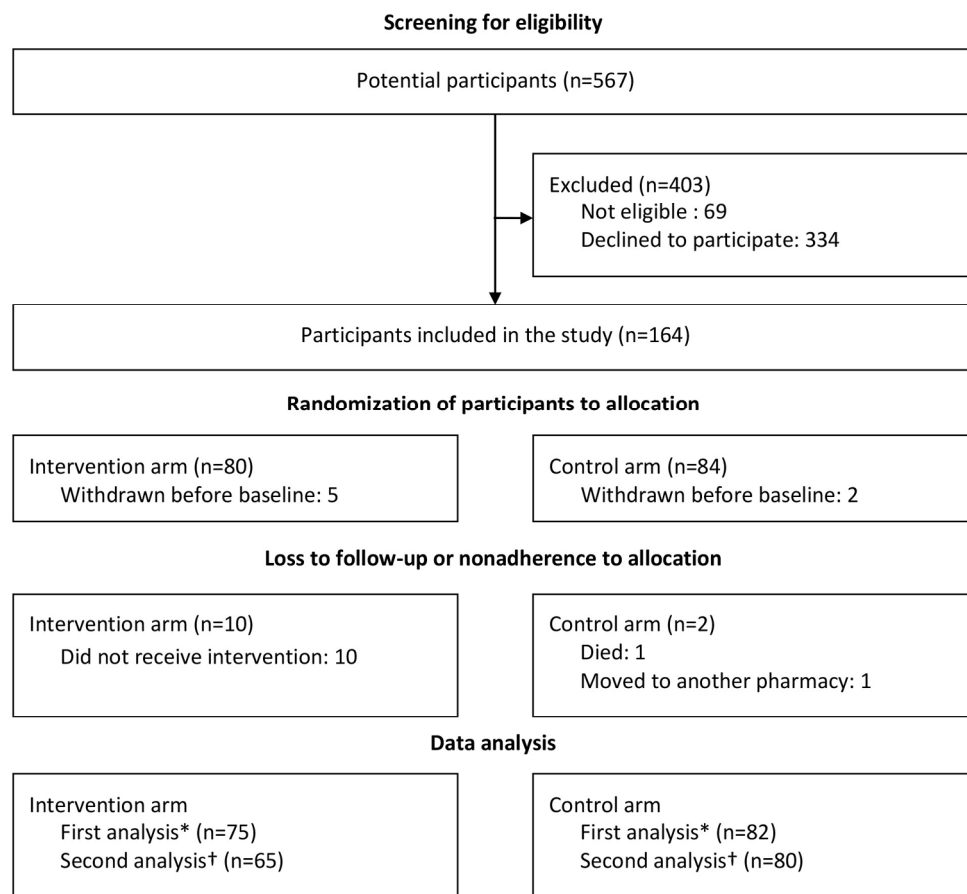 Screening for eligibility
Potential participants (n=567)
Excluded (n=403)
Not eligible : 69
Declined to participate: 334
Participants included in the study (n=164)
Randomization of participants to allocation
Intervention arm (n=80)
Withdrawn before baseline: 5
Control arm (n=84)
Withdrawn before baseline: 2
Loss to follow-up or nonadherence to allocation
Intervention arm (n=10)
Did not receive intervention: 10
Control arm (n=2)
Died: 1
Moved to another pharmacy: 1
Data analysis
Intervention arm
First analysis* (n=75)
Second analysis† (n=65)
Control arm
First analysis* (n=82)
Second analysis† (n=80)